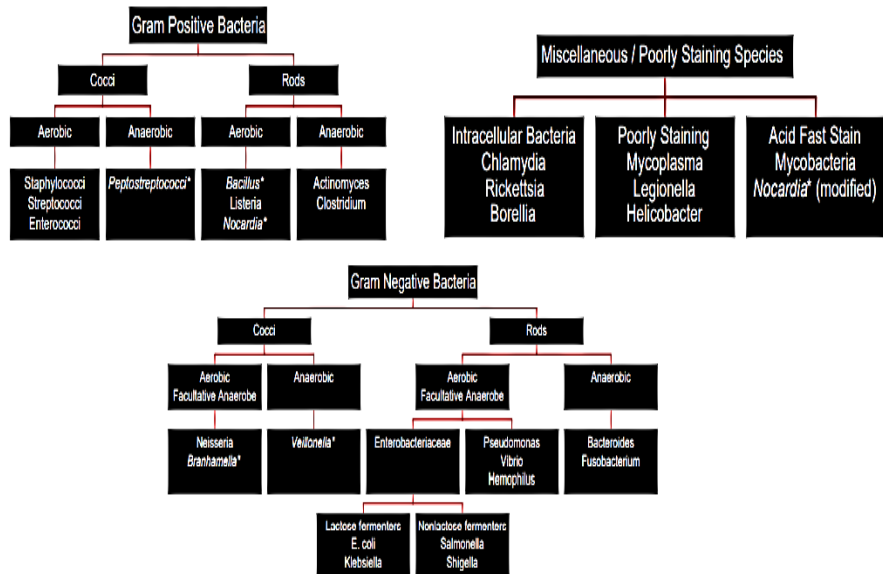 Gram Positive Bacteria
Cocci
Rods
Aerobic
Anaerobic
Aerobic
Anaerobic
Staphylococci
Streptococci
Enterococci
Peptostreptococci*
Bacillus*
Listeria
Nocardia*
Actinomyces
Clostridium
Miscellaneous / Poorly Staining Species
Intracellular Bacteria
Chlamydia
Rickettsia
Borellia
Poorly Staining
Mycoplasma
Legionella
Helicobacter
Acid Fast Stain
Mycobacteria
Nocardia* (modified)
Gram Negative Bacteria
Cocci
Rods
Aerobic
Facultative Anaerobe
Anaerobic
Aerobic
Facultative Anaerobe
Anaerobic
Neisseria
Branhamella*
Veillonella*
Enterobacteriaceae
Pseudomonas
Vibrio
Hemophilus
Bacteroides
Fusobacterium
Lactose fermenters
E. coli
Klebsiella
Nonlactose fermenters
Salmonella
Shigella